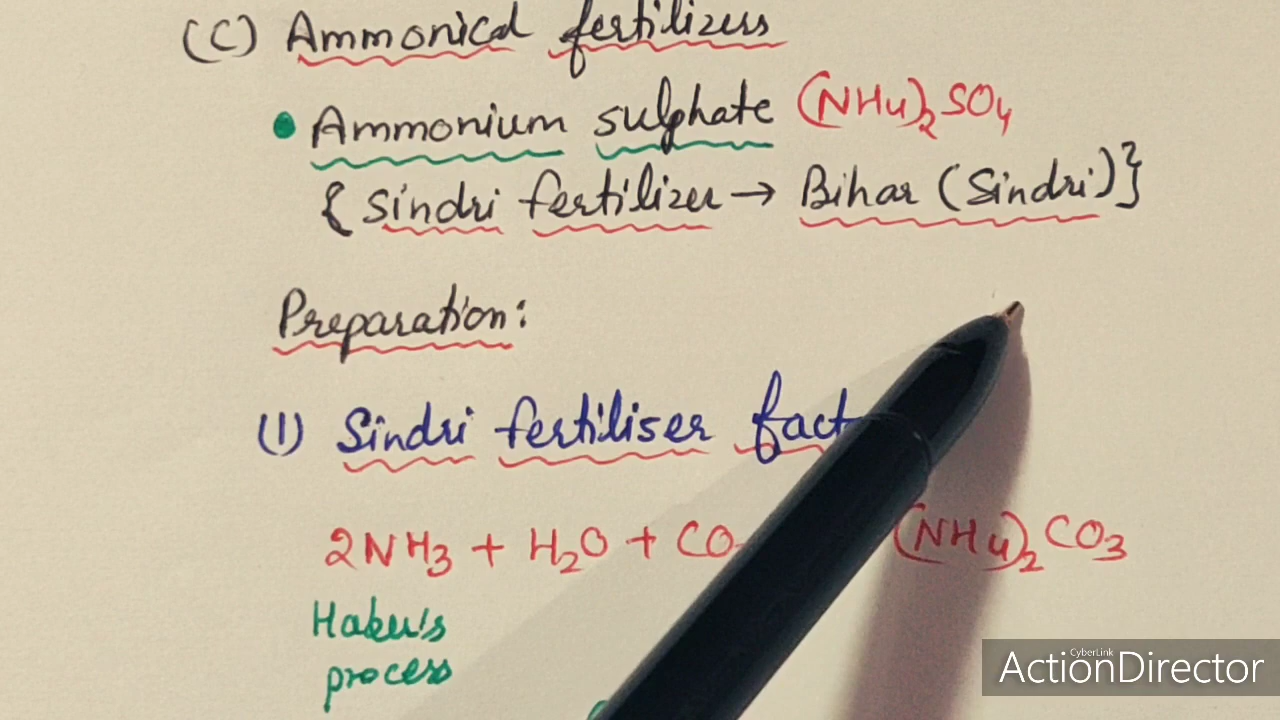 (C) Ammonical fertilizers
• Ammonium sulphate (NH4)2SO4
{ Sindri fertilizer → Bihar (Sindri)}
Preparation:
(1) Sindri fertiliser fact
2NH3 + H2O + CO (NH4)2CO3
Haber's
process
CyberLink
ActionDirector